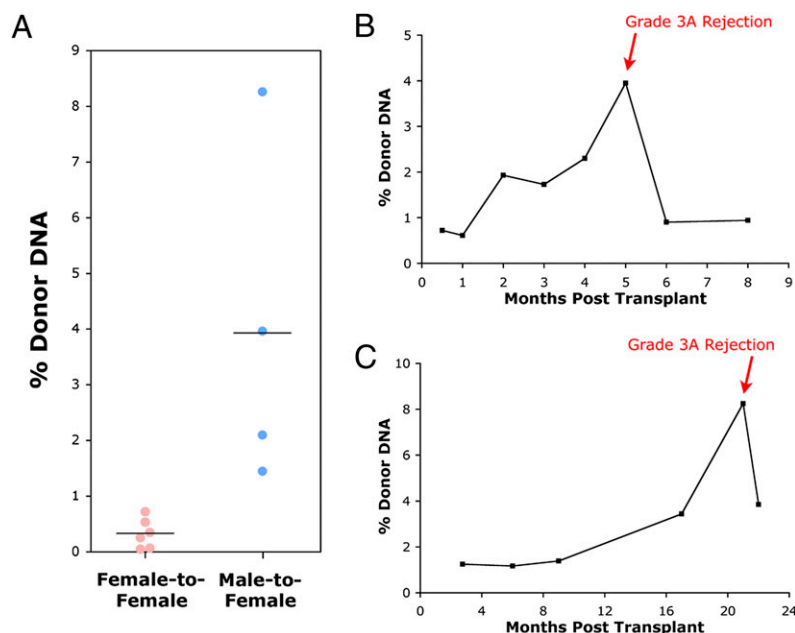 A
% Donor DNA
9
8
7
6
5
4
3
2
1
0
Female-to-
Female
Male-to-
Female
B
Grade 3A Rejection
% Donor DNA
5
4
3
2
1
0
0 1 2 3 4 5 6 7 8 9
Months Post Transplant
C
Grade 3A Rejection
% Donor DNA
10
8
6
4
2
0
0 4 8 12 16 20 24
Months Post Transplant